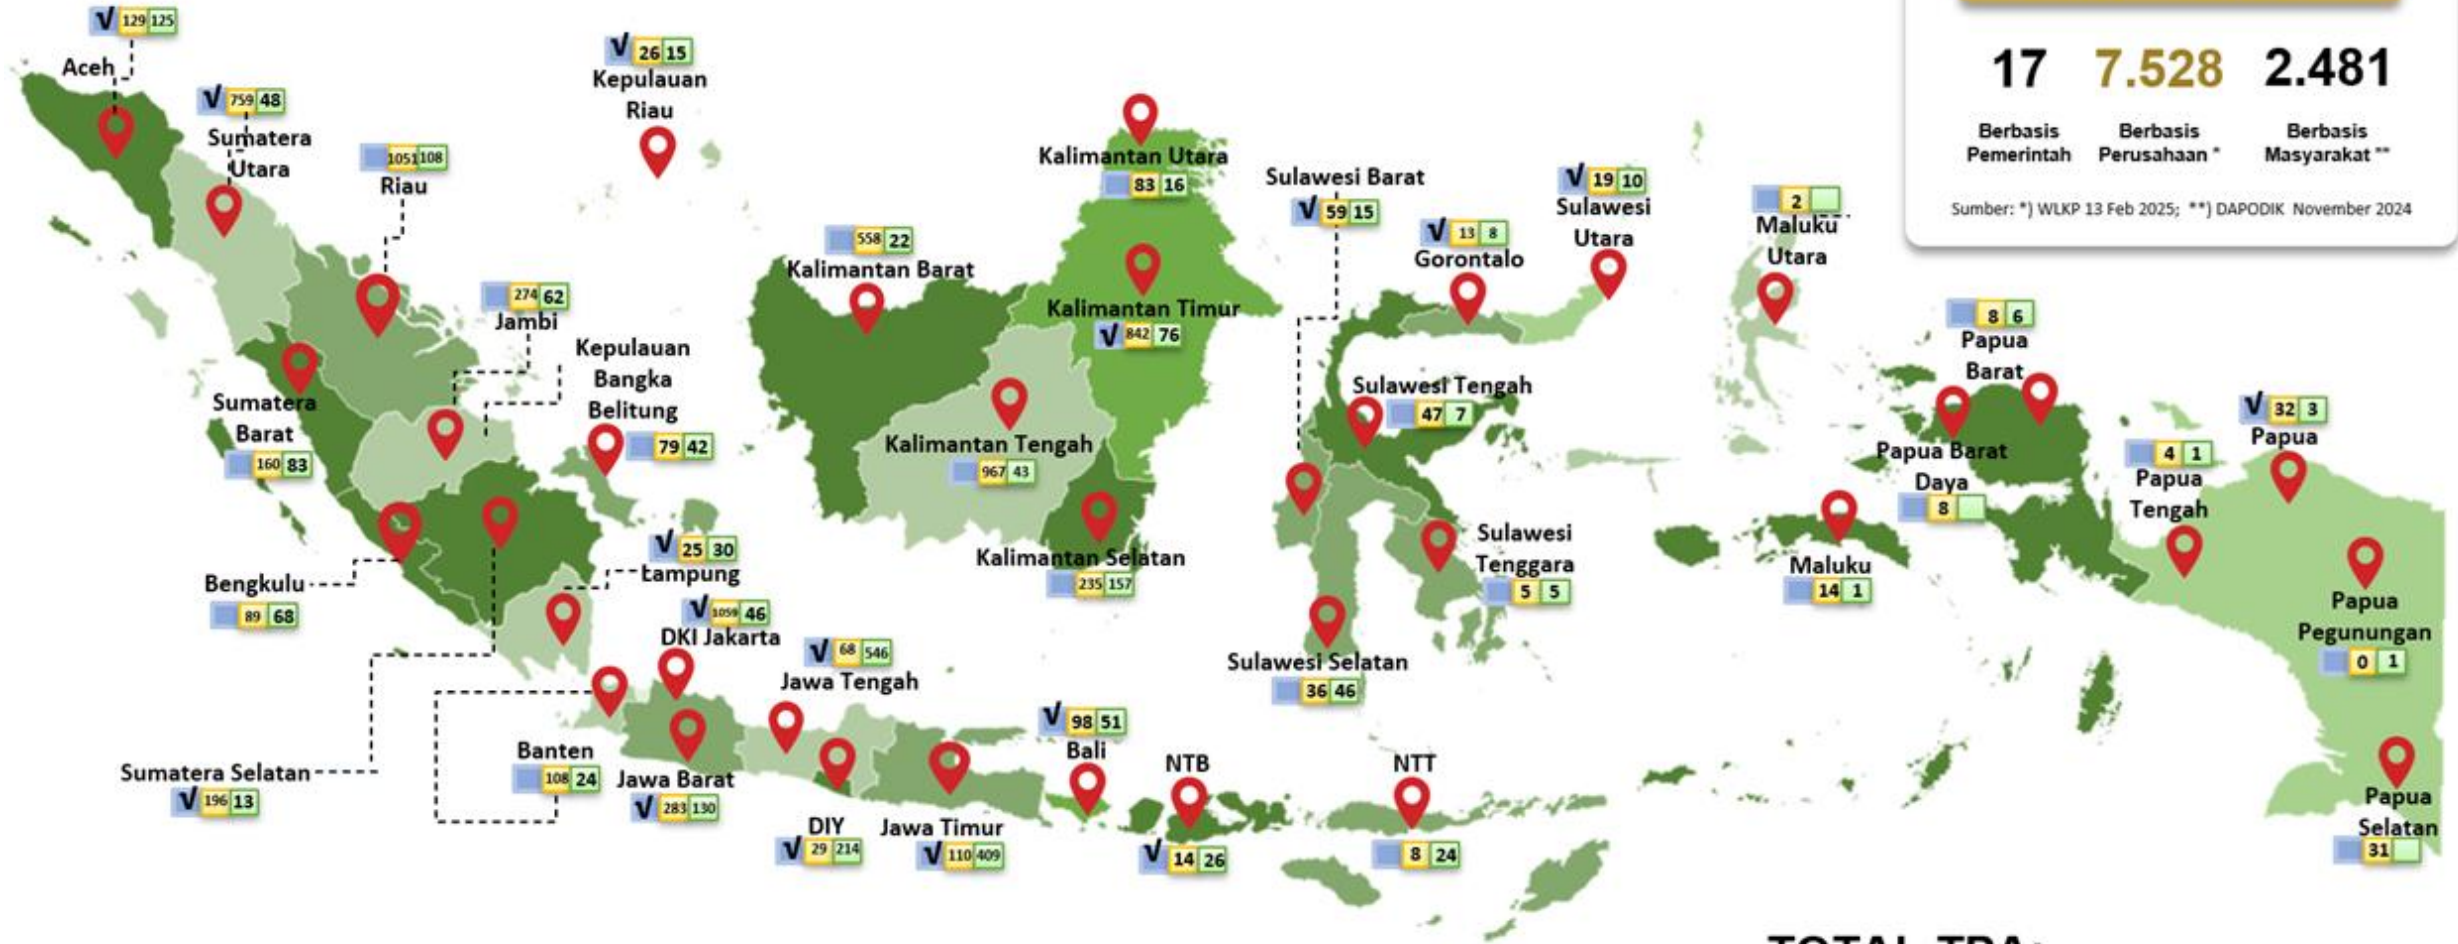 √ 129 125
Aceh
√ 759 48
Sumatera
Utara
1051 108
Riau
√ 26 15
Kepulauan
Riau
274 62
Jambi
Kepulauan
Bangka
Belitung
79 42
Sumatera
Barat
160 83
Bengkulu
89 68
√ 25 30
Lampung
√ 1059 46
DKI Jakarta
√ 68 546
Jawa Tengah
Sumatera Selatan
√ 196 13
Banten
108 24
Jawa Barat
√ 283 130
DIY
√ 29 214
Jawa Timur
√ 110 409
√ 98 51
Bali
NTB
√ 14 26
NTT
8 24
558 22
Kalimantan Barat
Kalimantan Utara
83 16
Kalimantan Timur
√ 842 76
Kalimantan Tengah
967 43
Kalimantan Selatan
235 157
Sulawesi Barat
√ 59 15
√ 13 8
Gorontalo
√ 19 10
Sulawesi
Utara
Sulawesi Tengah
47 7
Sulawesi
Tenggara
5 5
Sulawesi Selatan
36 46
2
Maluku
Utara
Maluku
14 1
8 6
Papua
Barat
Papua Barat
Daya
8
4 1
Papua
Tengah
√ 32 3
Papua
Papua
Pegunungan
0 1
Papua
Selatan
31
17 7.528 2.481
Berbasis Pemerintah
Berbasis Perusahaan *
Berbasis Masyarakat **
Sumber: *) WLKP 13 Feb 2025; **) DAPODIK November 2024